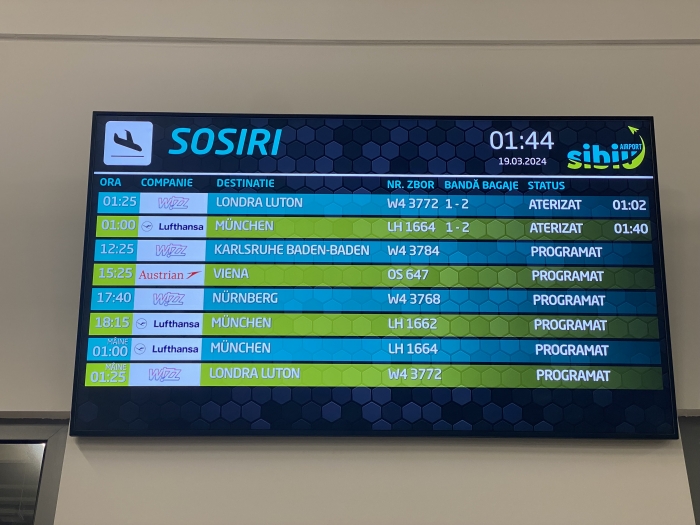 SOSIRI 01:44
19.03.2024
sibiu AIRPORT
ORA COMPANIE DESTINATIE NR. ZBOR BANDĂ BAGAJE STATUS
01:25 WIZZ LONDRA LUTON W4 3772 1 - 2 ATERIZAT 01:02
01:00 Lufthansa MÜNCHEN LH 1664 1 - 2 ATERIZAT 01:40
12:25 WIZZ KARLSRUHE BADEN-BADEN W4 3784 PROGRAMAT
15:25 Austrian VIENA OS 647 PROGRAMAT
17:40 WIZZ NÜRNBERG W4 3768 PROGRAMAT
18:15 Lufthansa MÜNCHEN LH 1662 PROGRAMAT
MÂINE 01:00 Lufthansa MÜNCHEN LH 1664 PROGRAMAT
MÂINE 01:25 WIZZ LONDRA LUTON W4 3772 PROGRAMAT